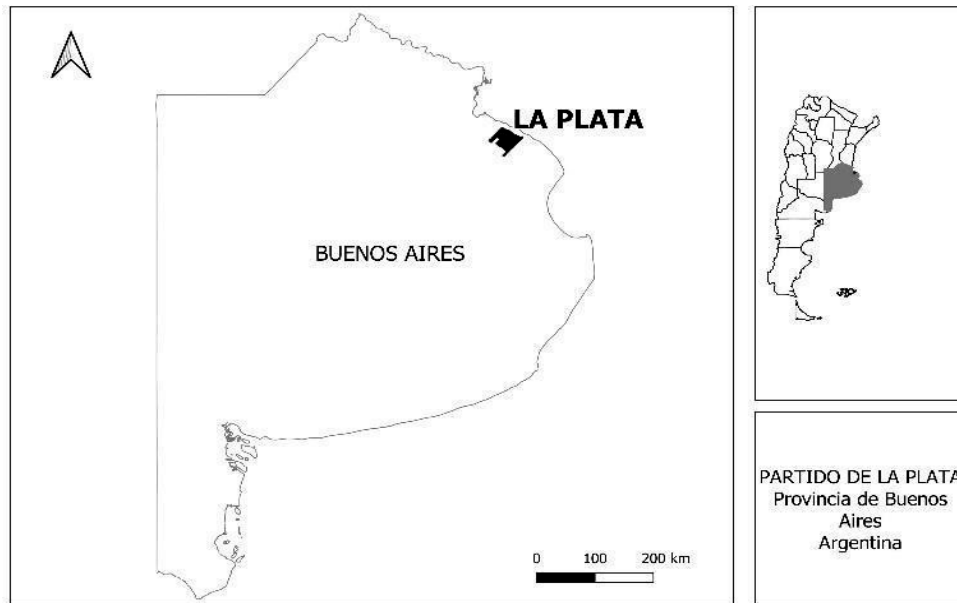 LA PLATA
BUENOS AIRES
0 100 200 km
PARTIDO DE LA PLATA
Provincia de Buenos
Aires
Argentina